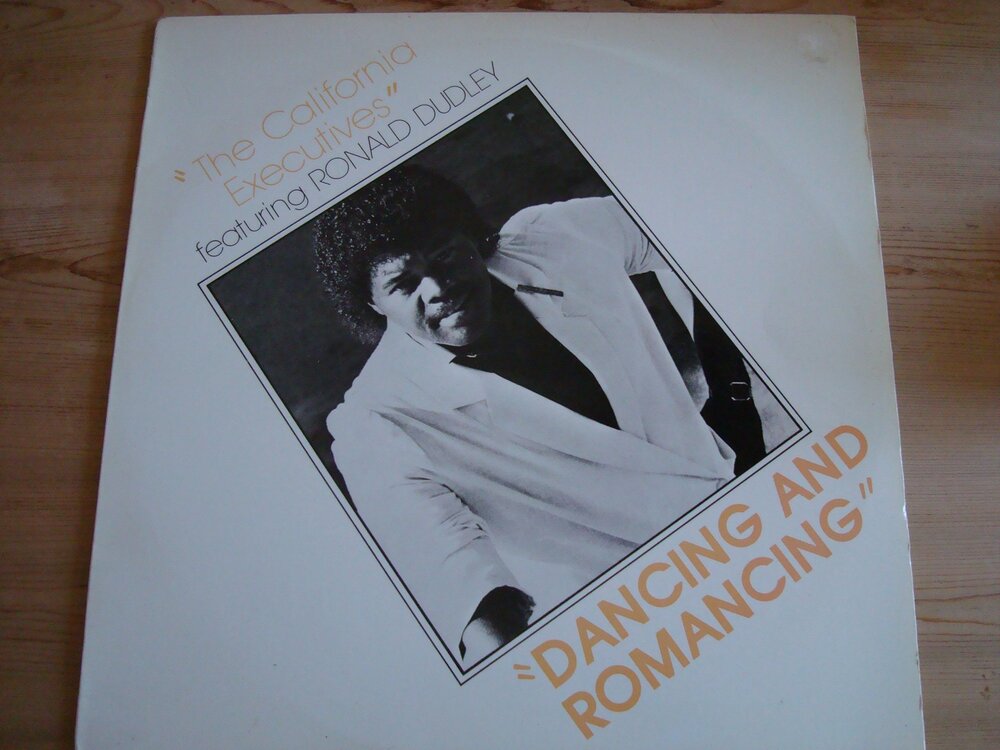 "The California
Executives"
featuring RONALD DUDLEY
"DANCING AND
ROMANCING"